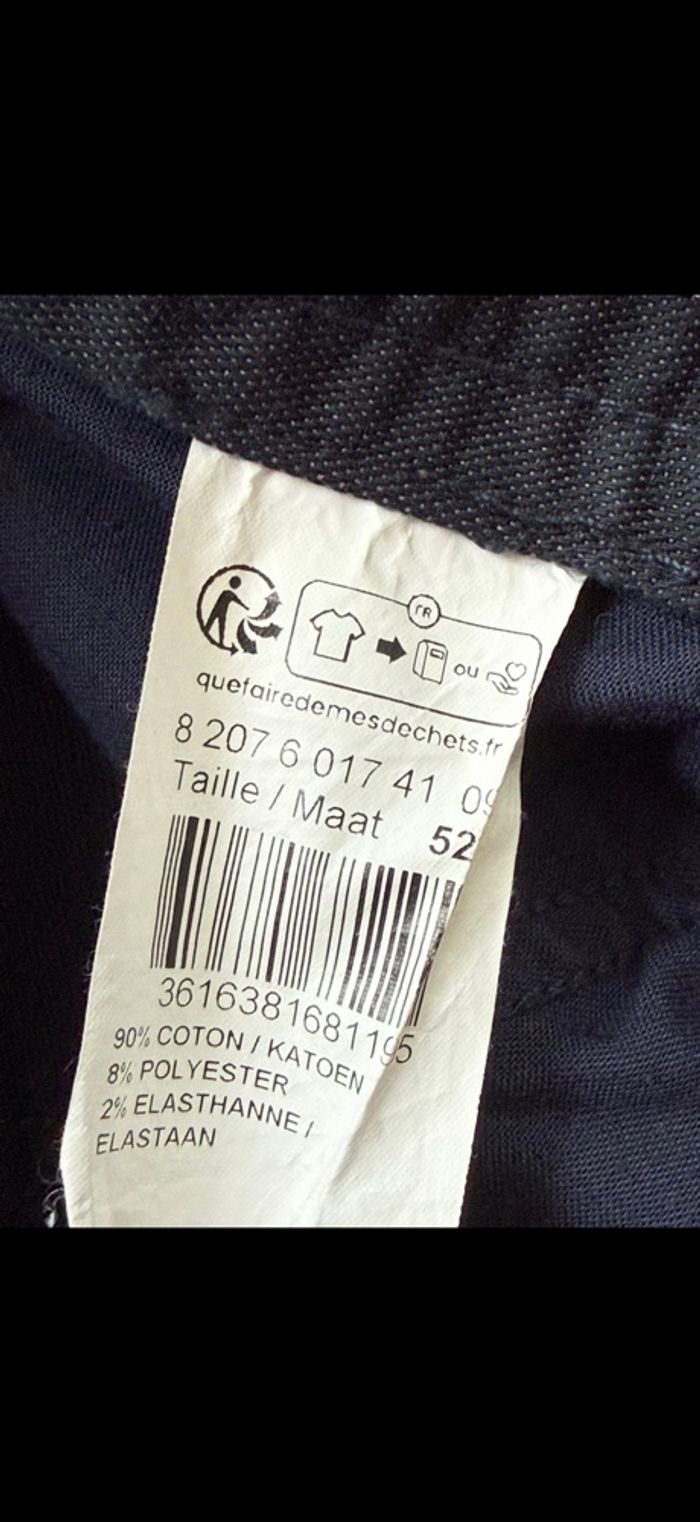 FR
ou
quefairedemesdechets.fr
8 207 6 017 41 09
Taille / Maat 52
3616381681195
90% COTON / KATOEN
8% POLYESTER
2% ELASTHANNE /
ELASTAAN